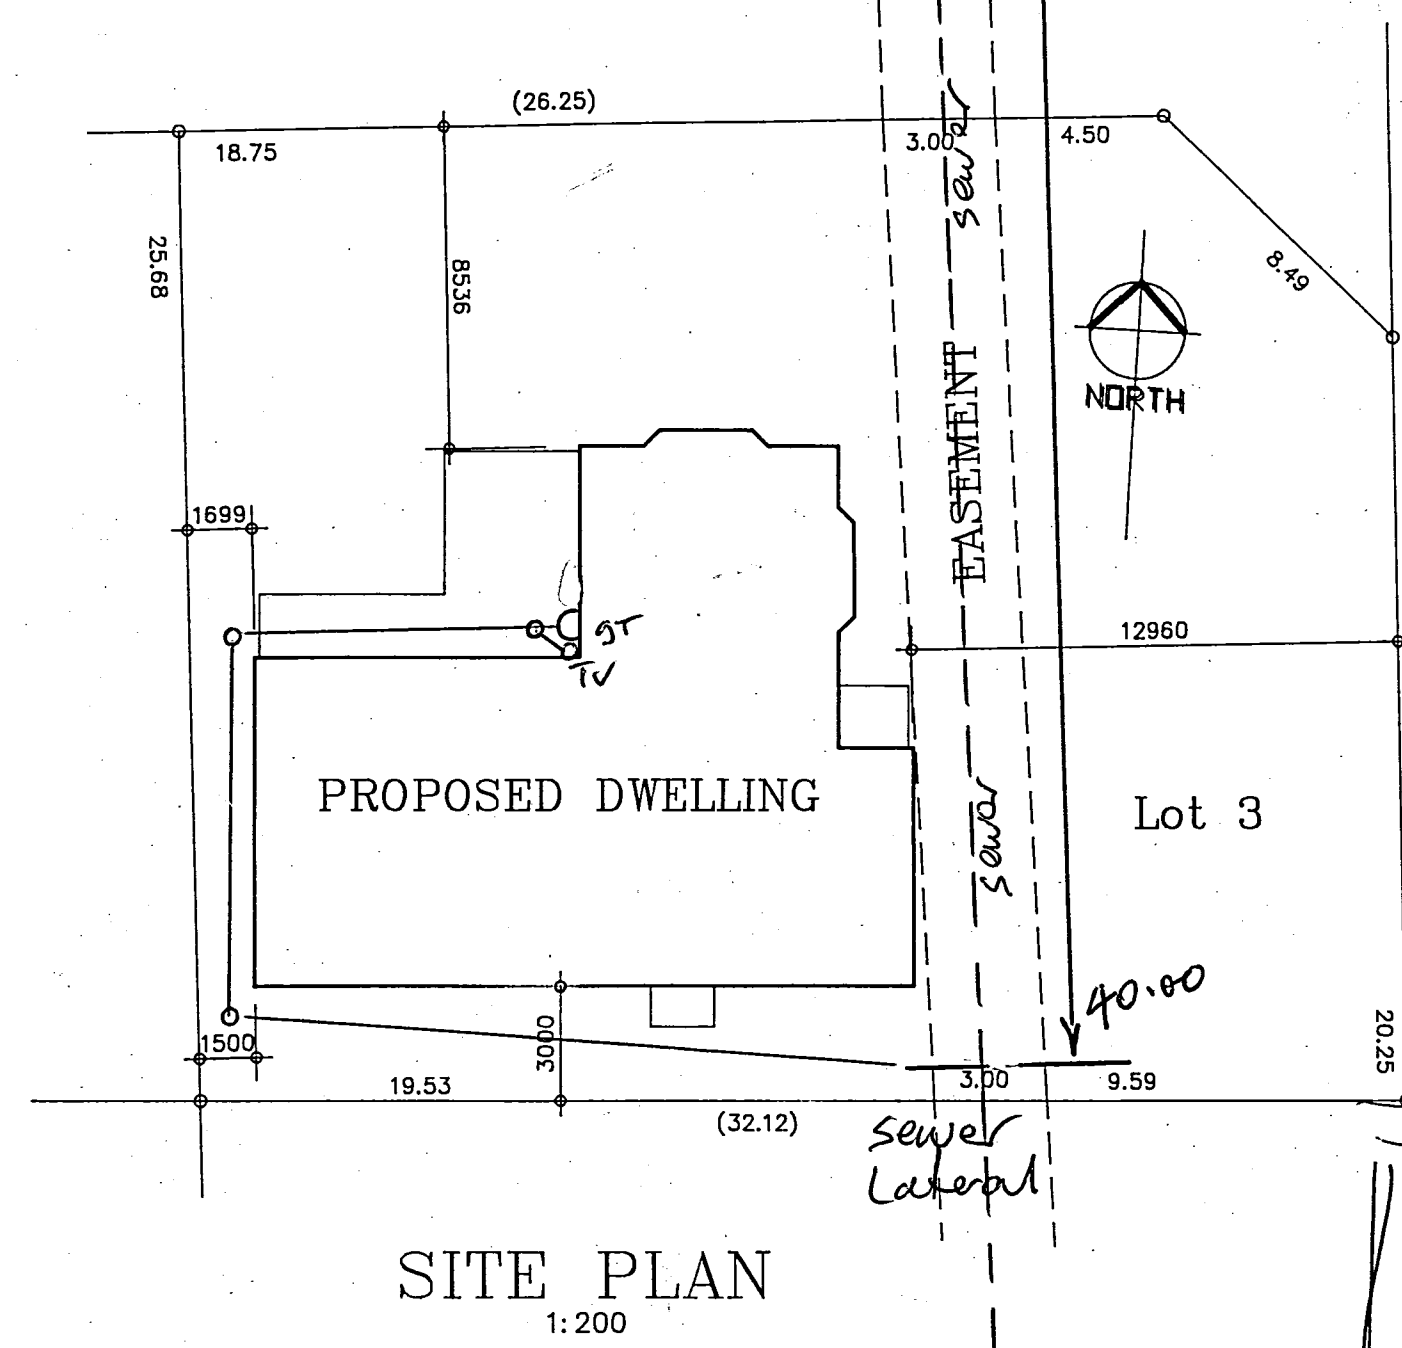 (26.25)
18.75
3.00
4.50
sewer
25.68
8536
8.49
NORTH
EASEMENT
1699
12960
gT
TV
PROPOSED DWELLING
sewer
Lot 3
40.00
1500
3000
20.25
19.53
3.00
9.59
(32.12)
sewer
Lateral
SITE PLAN
1:200